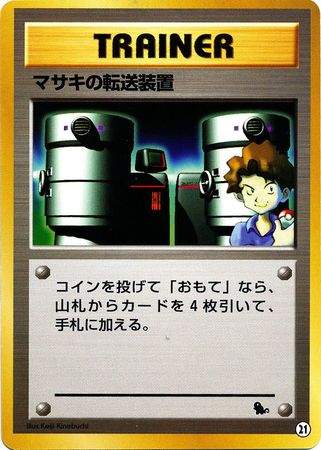 TRAINER
マサキの転送装置
コインを投げて「おもて」なら、
山札からカードを4枚引いて、
手札に加える。
Illus. Keiji Kinebuchi
21